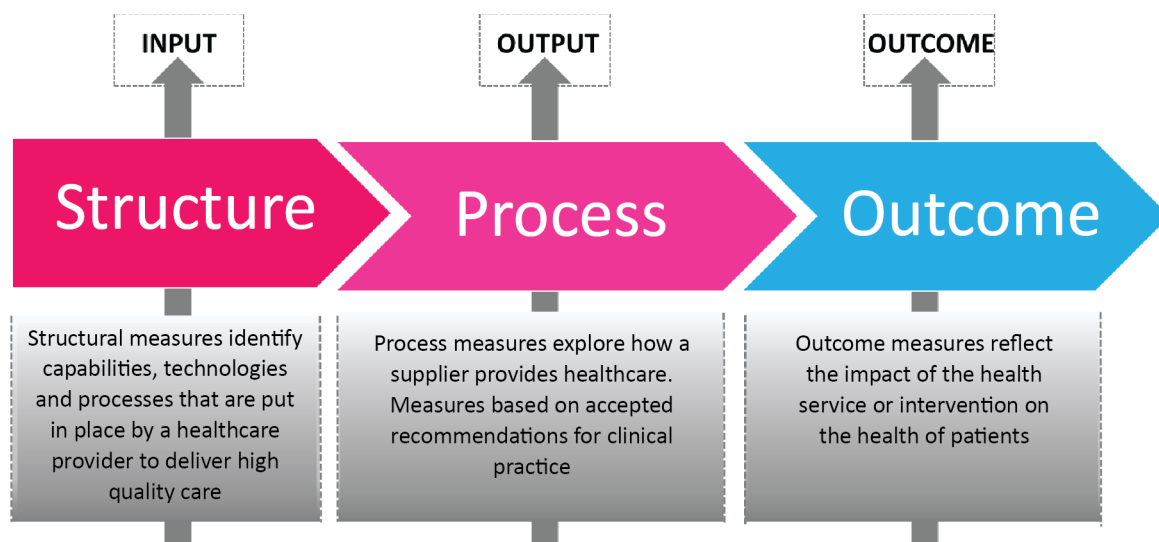 INPUT
OUTPUT
OUTCOME
Structure
Process
Outcome
Structural measures identify
capabilities, technologies
and processes that are put
in place by a healthcare
provider to deliver high
quality care
Process measures explore how a
supplier provides healthcare.
Measures based on accepted
recommendations for clinical
practice
Outcome measures reflect
the impact of the health
service or intervention on
the health of patients